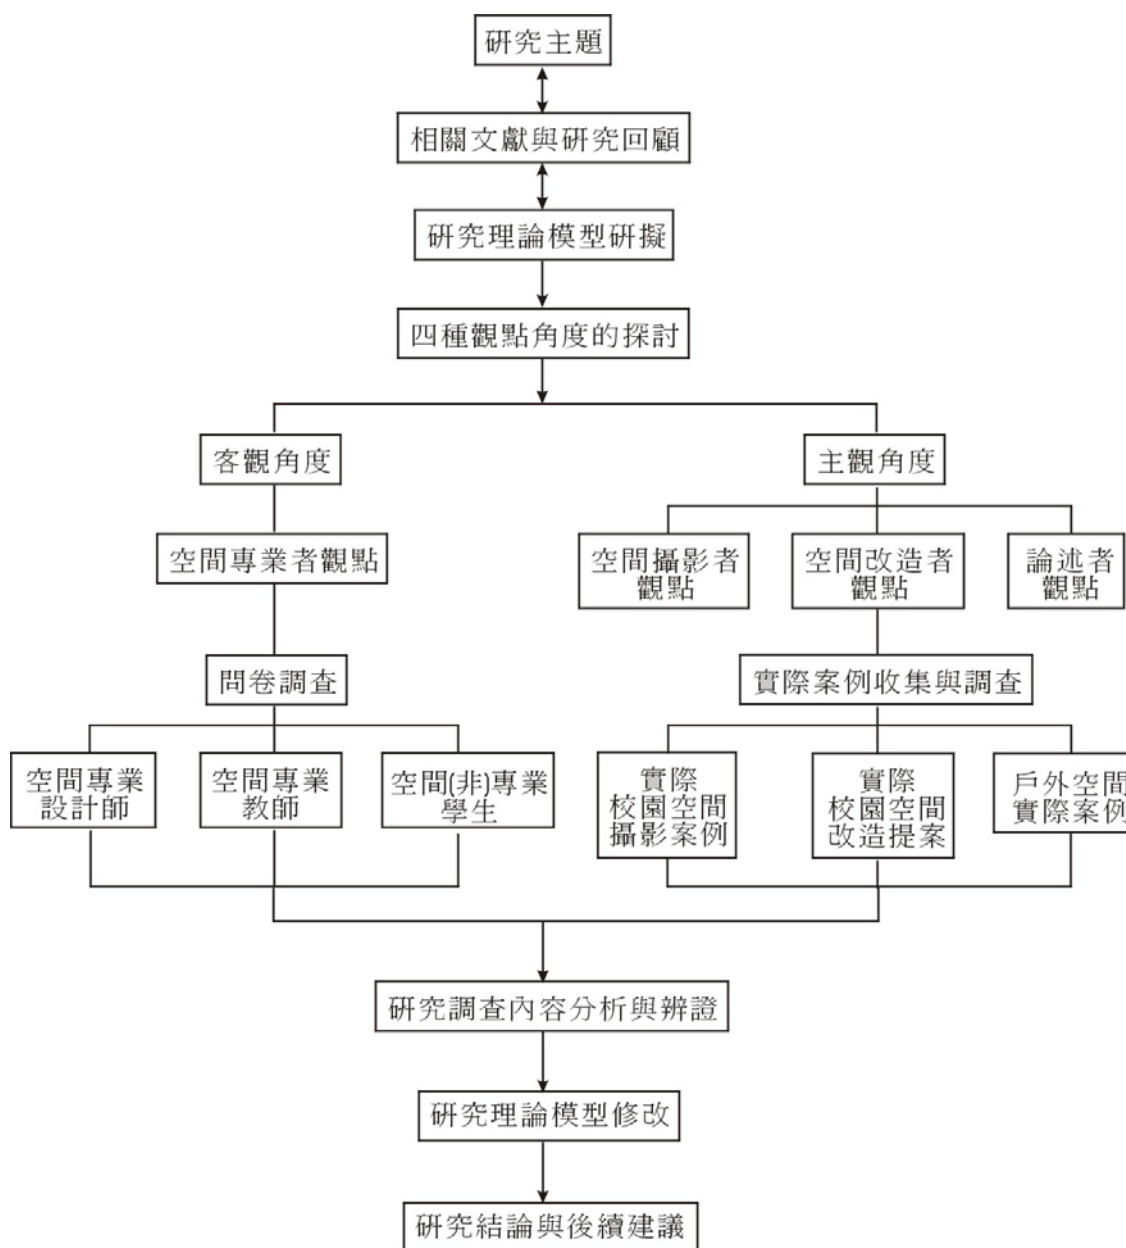 研究主題
相關文獻與研究回顧
研究理論模型研擬
四種觀點角度的探討
客觀角度
主觀角度
空間專業者觀點
空間攝影者
觀點
空間改造者
觀點
論述者
觀點
問卷調查
實際案例收集與調查
空間專業
設計師
空間專業
教師
空間(非)專業
學生
實際
校園空間
攝影案例
實際
校園空間
改造提案
戶外空間
實際案例
研究調查內容分析與辨證
研究理論模型修改
研究結論與後續建議